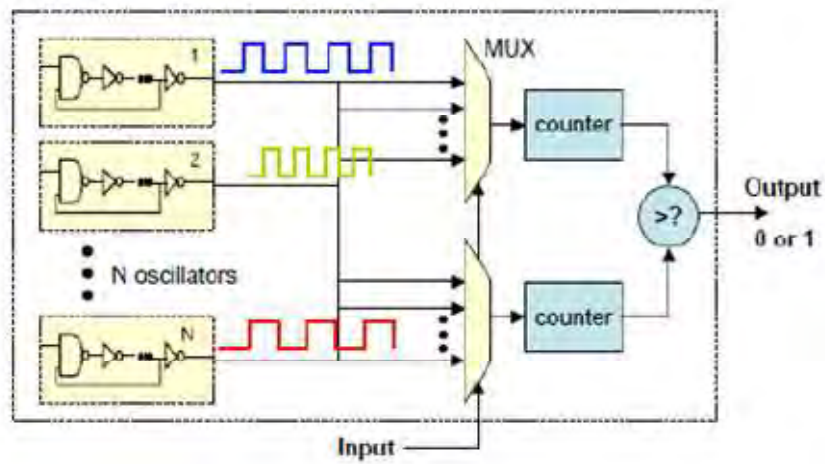 1
MUX
counter
2
>?
Output
0 or 1
N oscillators
N
counter
Input